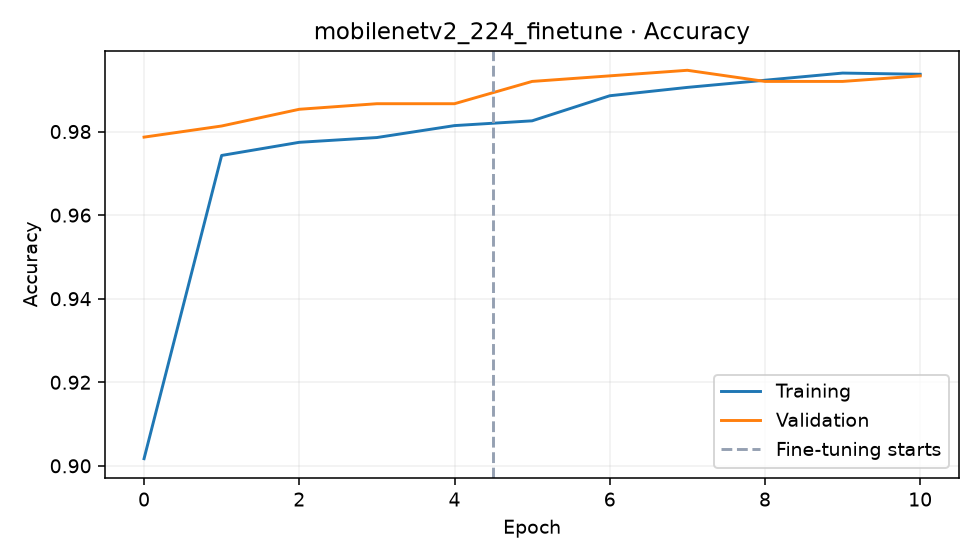 mobilenetv2_224_finetune · Accuracy
Accuracy
0.98
0.96
0.94
0.92
0.90
Training
Validation
Fine-tuning starts
0 2 4 6 8 10
Epoch